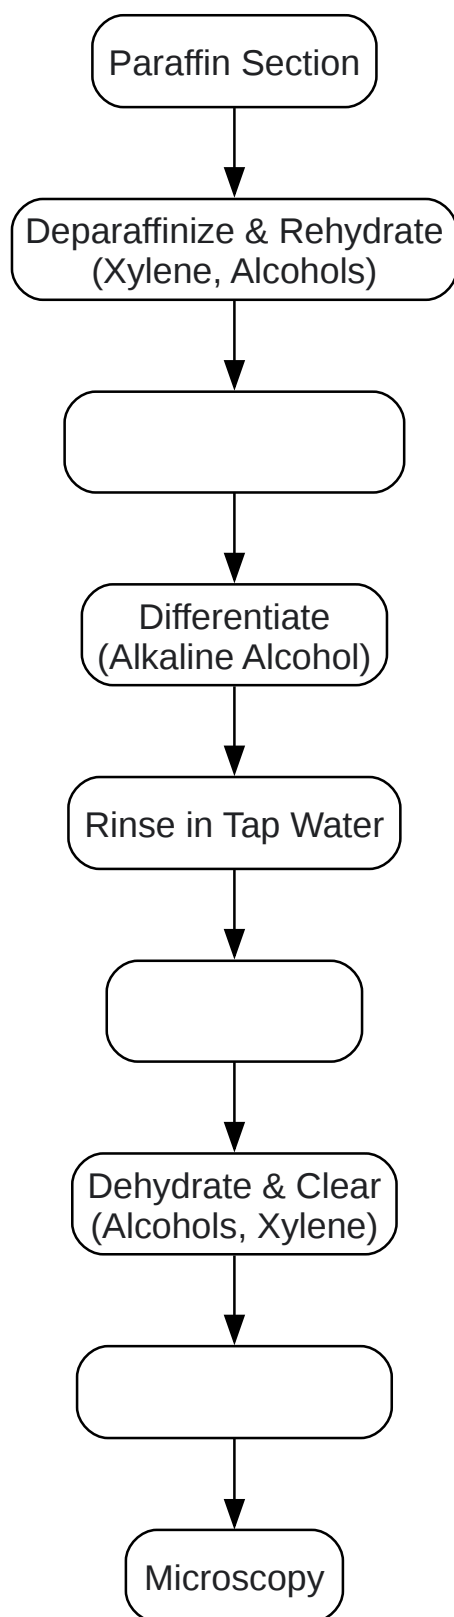 Paraffin Section
Deparaffinize & Rehydrate
(Xylene, Alcohols)
Differentiate
(Alkaline Alcohol)
Rinse in Tap Water
Dehydrate & Clear
(Alcohols, Xylene)
Microscopy